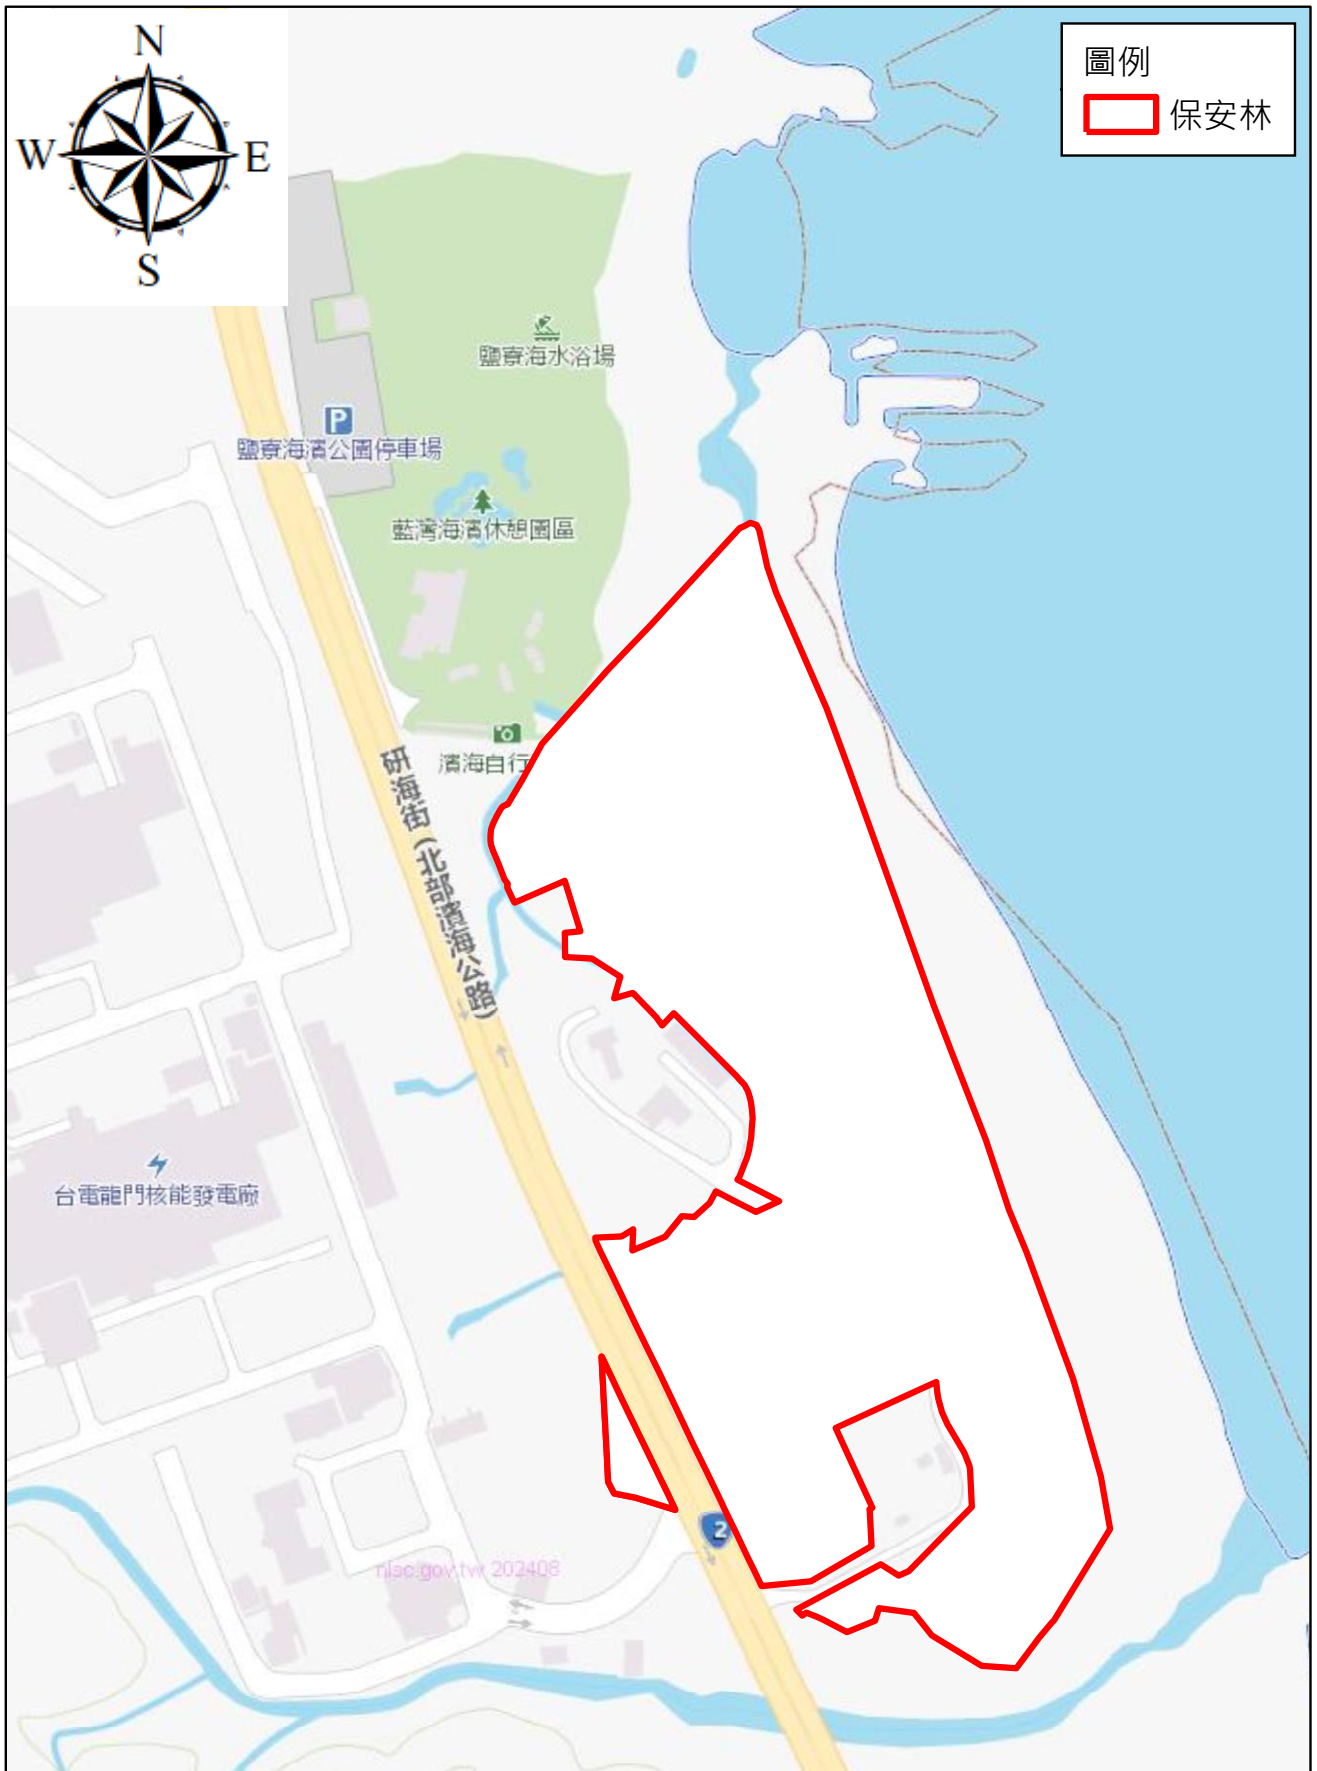 N
W
E
S
圖例
保安林
鹽寮海水浴場
P
鹽寮海濱公園停車場
藍灣海濱休憩園區
濱海自行
研海街(北部濱海公路)
台電龍門核能發電廠
2
nlsc.gov.tw 202408